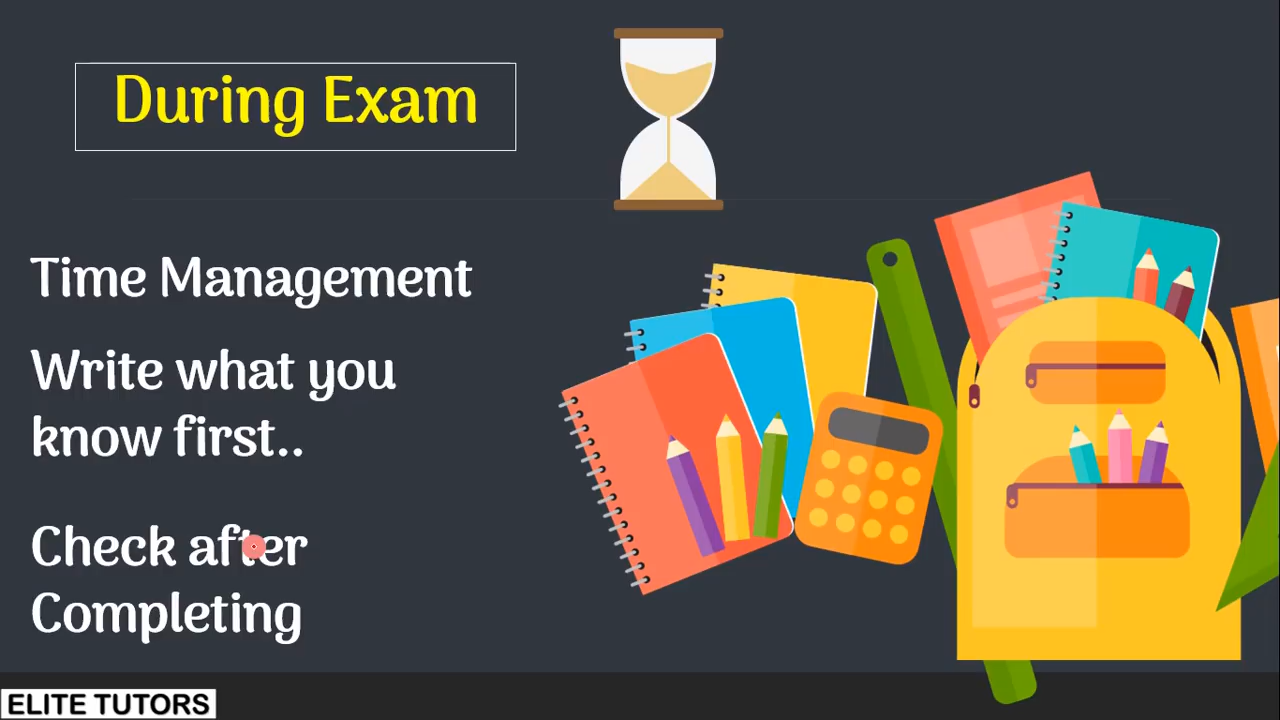 During Exam
Time Management
Write what you
know first..
Check after
Completing
ELITE TUTORS